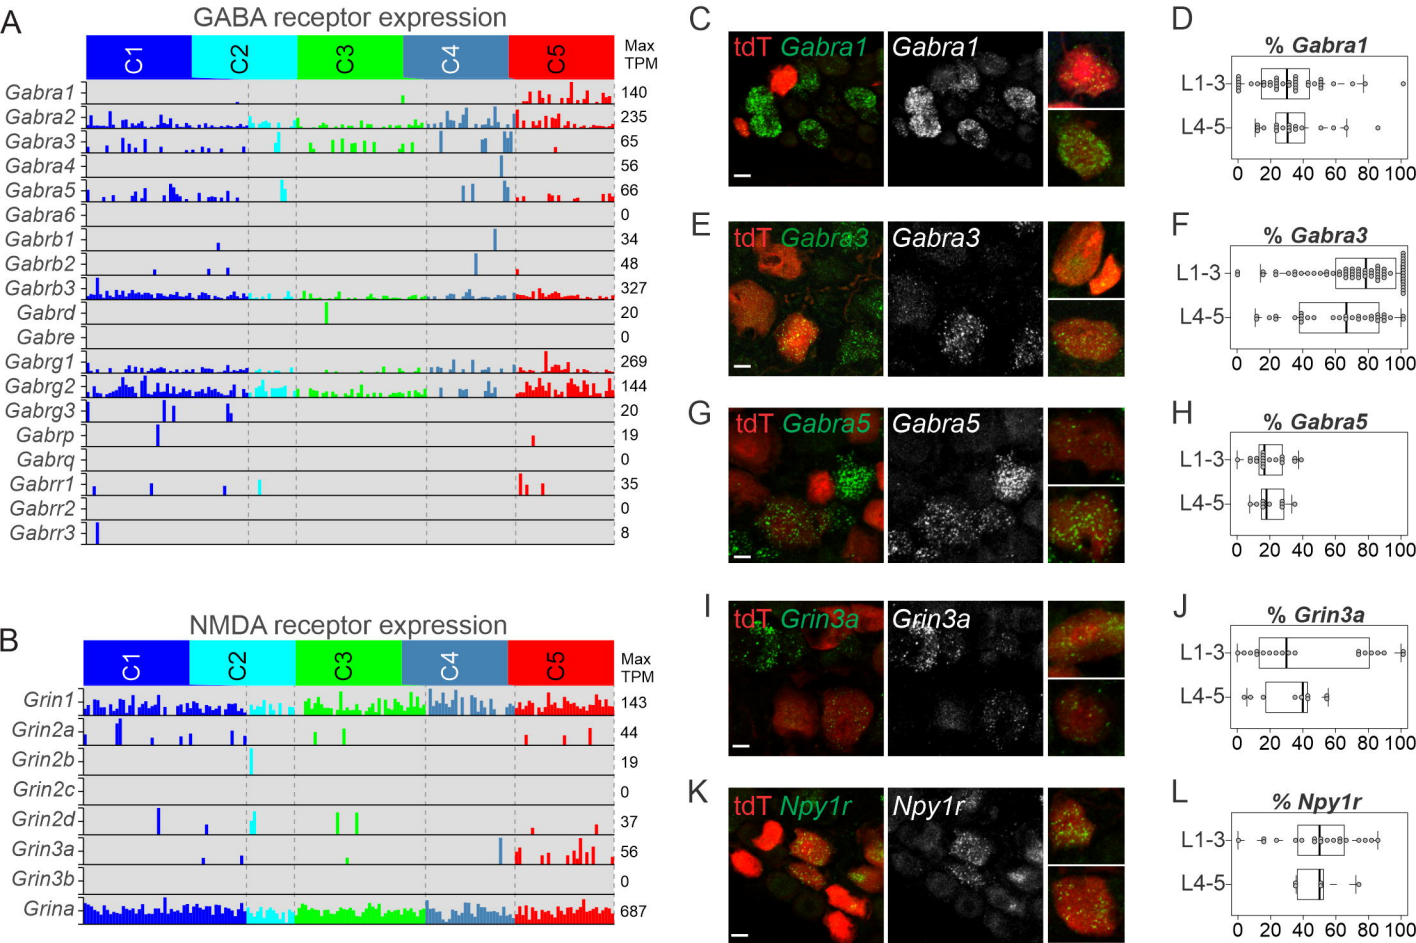 A
GABA receptor expression
C1 C2 C3 C4 C5
Max
TPM
Gabra1 140
Gabra2 235
Gabra3 65
Gabra4 56
Gabra5 66
Gabra6 0
Gabrb1 34
Gabrb2 48
Gabrb3 327
Gabrd 20
Gabre 0
Gabrg1 269
Gabrg2 144
Gabrg3 20
Gabrp 19
Gabrq 0
Gabrr1 35
Gabrr2 0
Gabrr3 8
B
NMDA receptor expression
C1 C2 C3 C4 C5
Max
TPM
Grin1 143
Grin2a 44
Grin2b 19
Grin2c 0
Grin2d 37
Grin3a 56
Grin3b 0
Grina 687
C
tdT Gabra1 Gabra1
D
% Gabra1
L1-3
L4-5
0 20 40 60 80 100
E
tdT Gabra3 Gabra3
F
% Gabra3
L1-3
L4-5
0 20 40 60 80 100
G
tdT Gabra5 Gabra5
H
% Gabra5
L1-3
L4-5
0 20 40 60 80 100
I
tdT Grin3a Grin3a
J
% Grin3a
L1-3
L4-5
0 20 40 60 80 100
K
tdT Npy1r Npy1r
L
% Npy1r
L1-3
L4-5
0 20 40 60 80 100